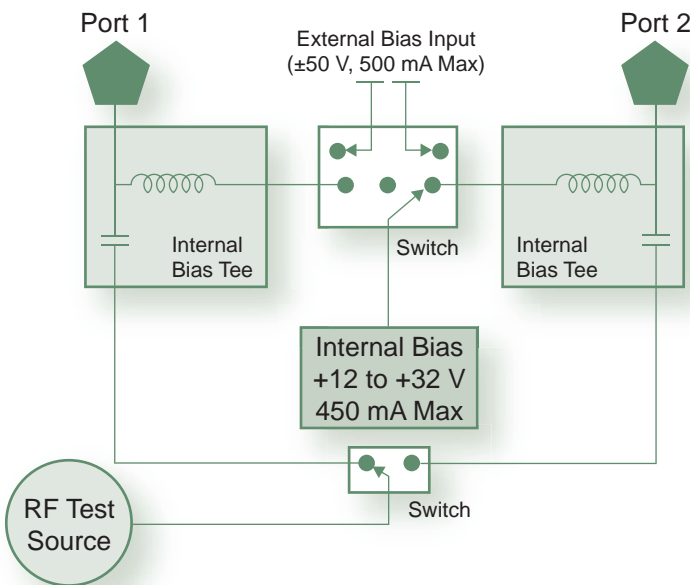 Port 1
Port 2
External Bias Input
(±50 V, 500 mA Max)
Internal
Bias Tee
Switch
Internal
Bias Tee
Internal Bias
+12 to +32 V
450 mA Max
RF Test
Source
Switch